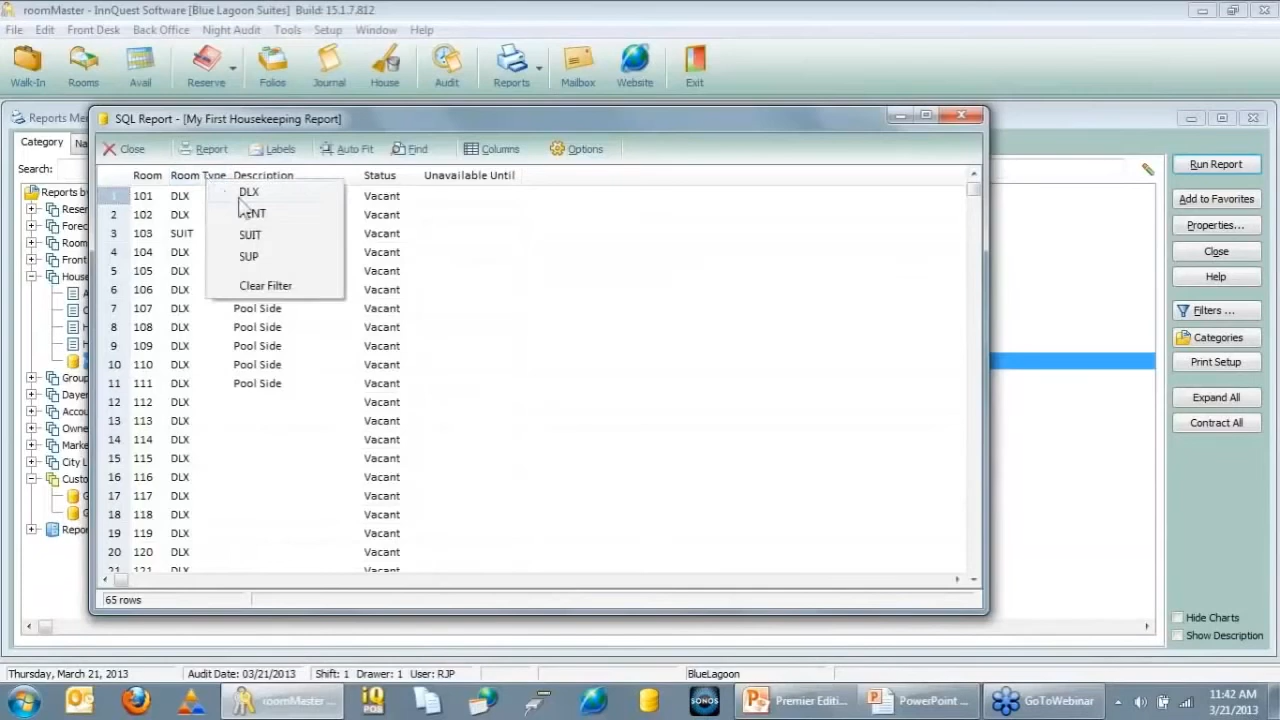 roomMaster - InnQuest Software [Blue Lagoon Suites] Build: 15.1.7.812
File Edit Front Desk Back Office Night Audit Tools Setup Window Help
Walk-In Rooms Avail Reserve Folios Journal House Audit Reports Mailbox Website Exit
Reports Me
SQL Report - [My First Housekeeping Report]
Category Na
Search:
Close Report Labels Auto Fit Find Columns Options
Room Room Type Description Status Unavailable Until
1 101 DLX Vacant
2 102 DLX Vacant
3 103 SUIT Vacant
4 104 DLX Vacant
5 105 DLX Vacant
6 106 DLX Vacant
7 107 DLX Pool Side Vacant
8 108 DLX Pool Side Vacant
9 109 DLX Pool Side Vacant
10 110 DLX Pool Side Vacant
11 111 DLX Pool Side Vacant
12 112 DLX Vacant
13 113 DLX Vacant
14 114 DLX Vacant
15 115 DLX Vacant
16 116 DLX Vacant
17 117 DLX Vacant
18 118 DLX Vacant
19 119 DLX Vacant
20 120 DLX Vacant
21 121 DLX Vacant
DLX
SUIT
SUP
Clear Filter
65 rows
Reports by
Reser
Forec
Room
Front
House
Group
Daye
Accou
Owne
Marke
City L
Custo
Repor
Run Report
Add to Favorites
Properties...
Close
Help
Filters ...
Categories
Print Setup
Expand All
Contract All
Hide Charts
Show Description
Thursday, March 21, 2013 Audit Date: 03/21/2013 Shift: 1 Drawer: 1 User: RJP BlueLagoon
roomMaster ... iQ POS SONOS Premier Editi... PowerPoint ... GoToWebinar 11:42 AM
3/21/2013